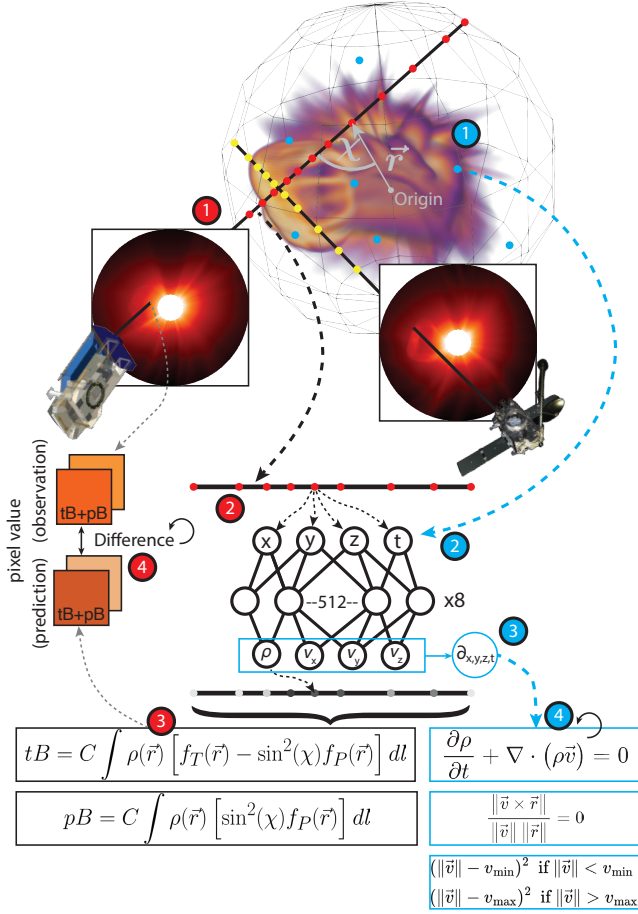 1
χ
r⃗
Origin
1
2
pixel value
(observation)
(prediction)
tB+pB
Difference
4
tB+pB
x
y
z
t
2
--512--
x8
ρ
v_x
v_y
v_z
∂_{x,y,z,t}
3
3
4
tB = C ∫ ρ(r⃗) [f_T(r⃗) − sin²(χ) f_P(r⃗)] dl
pB = C ∫ ρ(r⃗) [sin²(χ) f_P(r⃗)] dl
∂ρ/∂t + ∇ · (ρv⃗) = 0
‖v⃗ × r⃗‖ / ‖v⃗‖ ‖r⃗‖ = 0
(‖v⃗‖ − v_min)² if ‖v⃗‖ < v_min
(‖v⃗‖ − v_max)² if ‖v⃗‖ > v_max